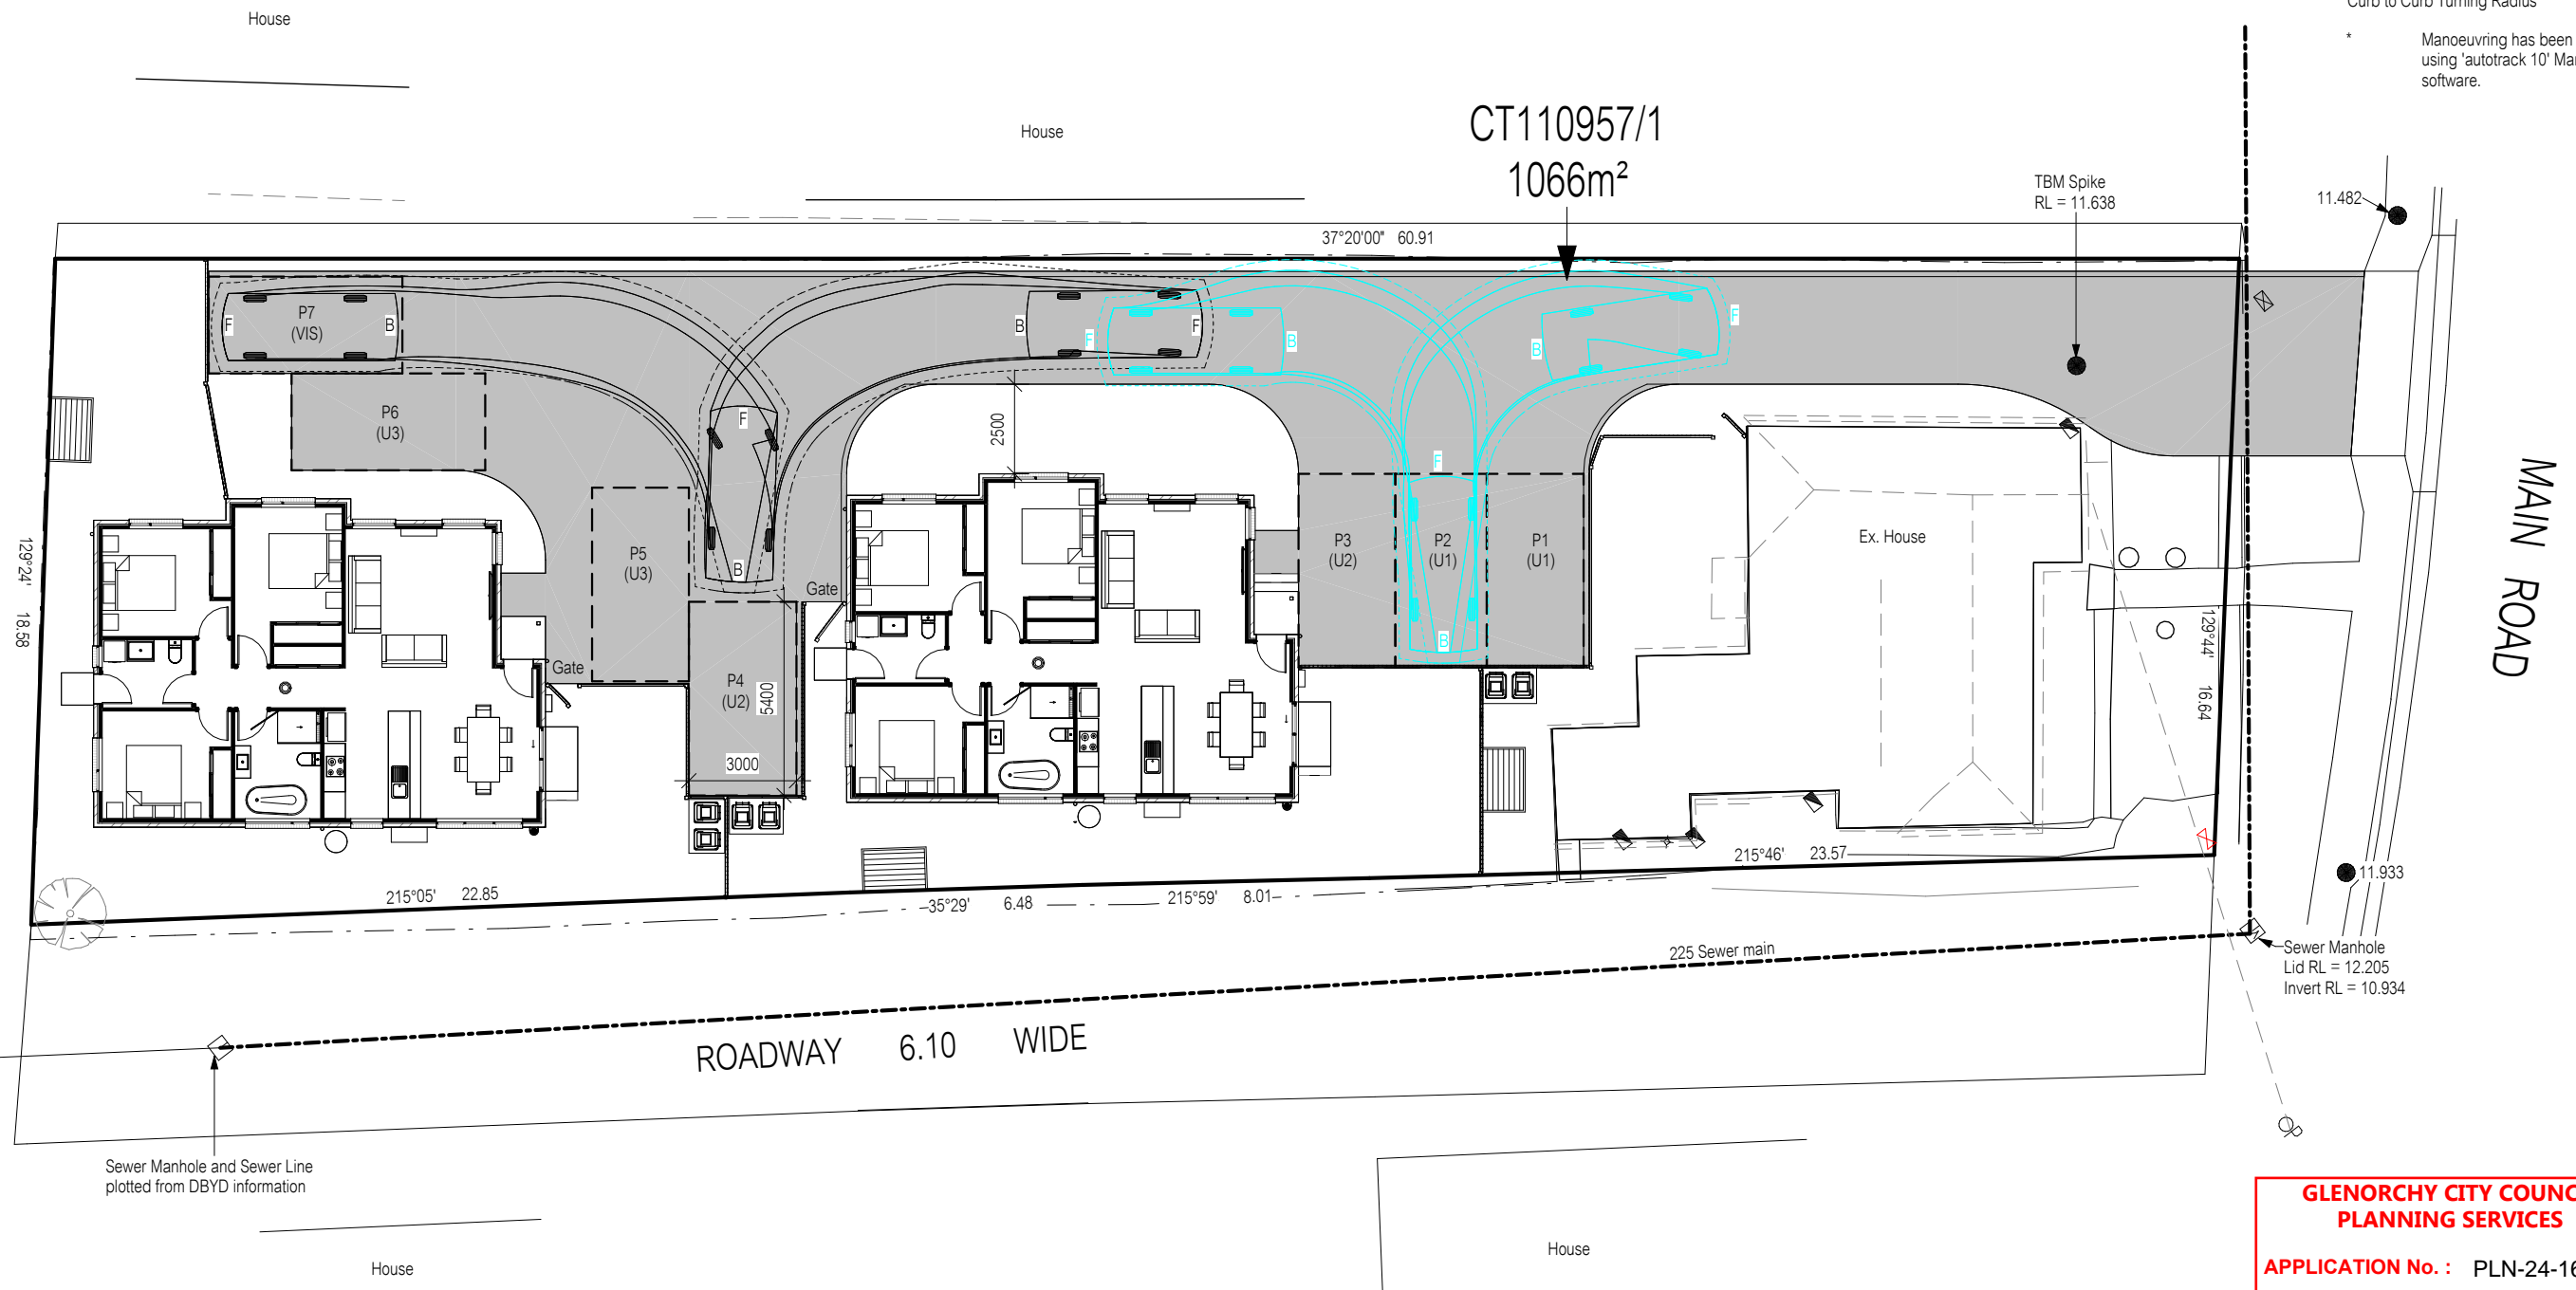 House
Curb to Curb Turning Radius
* Manoeuvring has been
using 'autotrack 10'
software.
House
CT110957/1
1066m²
TBM Spike
RL = 11.638
11.482
37°20'00" 60.91
P7
(VIS)
F
B
B
F
F
B
B
F
P6
(U3)
F
2500
F
MAIN ROAD
Ex. House
P5
(U3)
B
Gate
P3
(U2)
P2
(U1)
P1
(U1)
B
129°24' 18.58
129°44' 16.64
Gate
P4
(U2)
5400
3000
215°46' 23.57
11.933
215°05' 22.85
35°29' 6.48
215°59' 8.01
225 Sewer main
Sewer Manhole
Lid RL = 12.205
Invert RL = 10.934
ROADWAY 6.10 WIDE
Sewer Manhole and Sewer Line
plotted from DBYD information
House
House
GLENORCHY CITY
PLANNING SERVICES
APPLICATION No. :